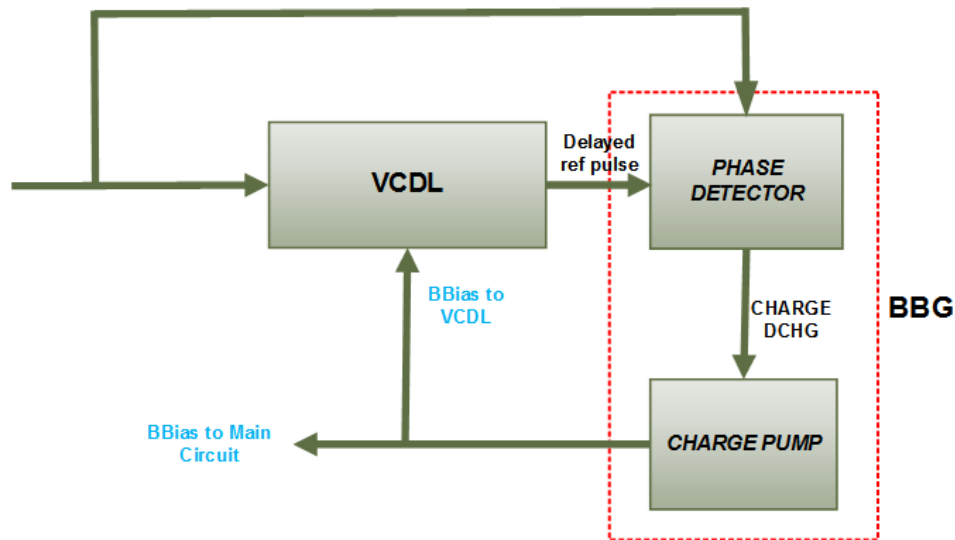 Delayed
ref pulse
VCDL
PHASE
DETECTOR
BBias to
VCDL
CHARGE
DCHG
BBG
BBias to Main
Circuit
CHARGE PUMP